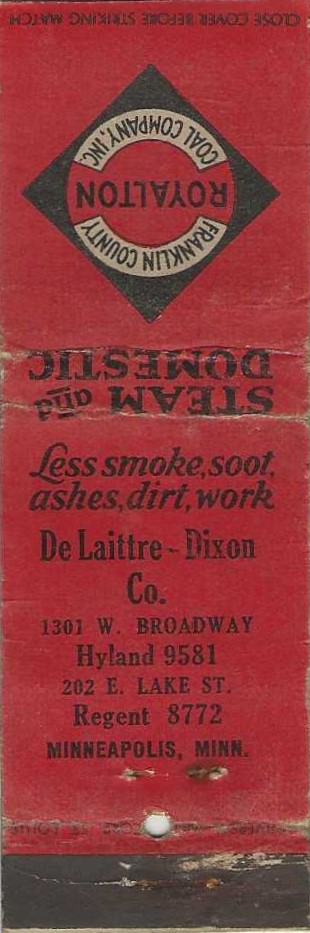 CLOSE COVER BEFORE STRIKING MATCH
FRANKLIN COUNTY
ROYALTON
COAL COMPANY, INC.
STEAM and
DOMESTIC
Less smoke, soot,
ashes, dirt, work
De Laittre - Dixon
Co.
1301 W. BROADWAY
Hyland 9581
202 E. LAKE ST.
Regent 8772
MINNEAPOLIS, MINN.